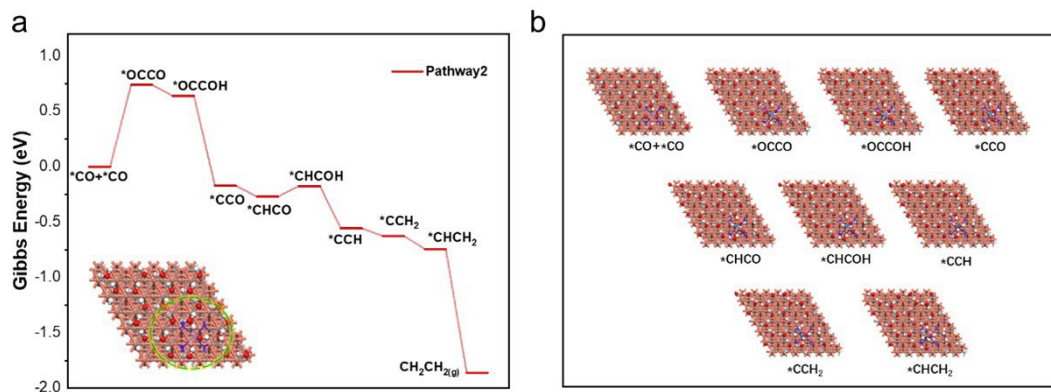 a
b
Gibbs Energy (eV)
1.0
0.5
0.0
-0.5
-1.0
-1.5
-2.0
Pathway2
*CO+*CO
*OCCO
*OCCOH
*CCO
*CHCO
*CHCOH
*CCH
*CCH₂
*CHCH₂
CH₂CH₂(g)
*CO+*CO
*OCCO
*OCCOH
*CCO
*CHCO
*CHCOH
*CCH
*CCH₂
*CHCH₂